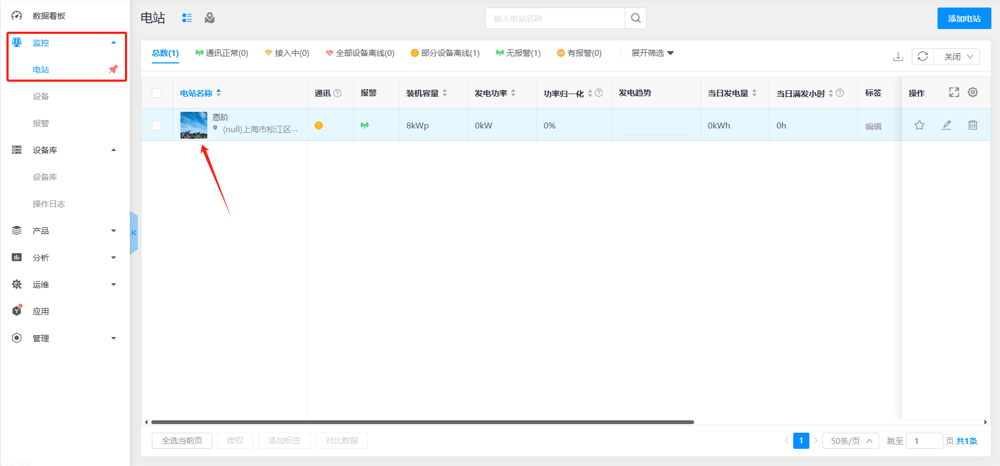 数据看板
监控
电站
设备
报警
设备库
设备库
操作日志
产品
分析
运维
应用
管理
v3.16.6
电站
输入电站名称
添加电站
总数(1) 通讯正常(0) 接入中(0) 全部设备离线(0) 部分设备离线(1) 无报警(1) 有报警(0) 展开筛选
关闭
电站名称 通讯 报警 装机容量 发电功率 功率归一化 发电趋势 当日发电量 当日满发小时 标签 操作
恩阶
(null)上海市松江区...
8kWp 0kW 0% 0kWh 0h 编辑
全选当前页 授权 添加标签 对比数据
1 50条/页 跳至 1 页 共1条